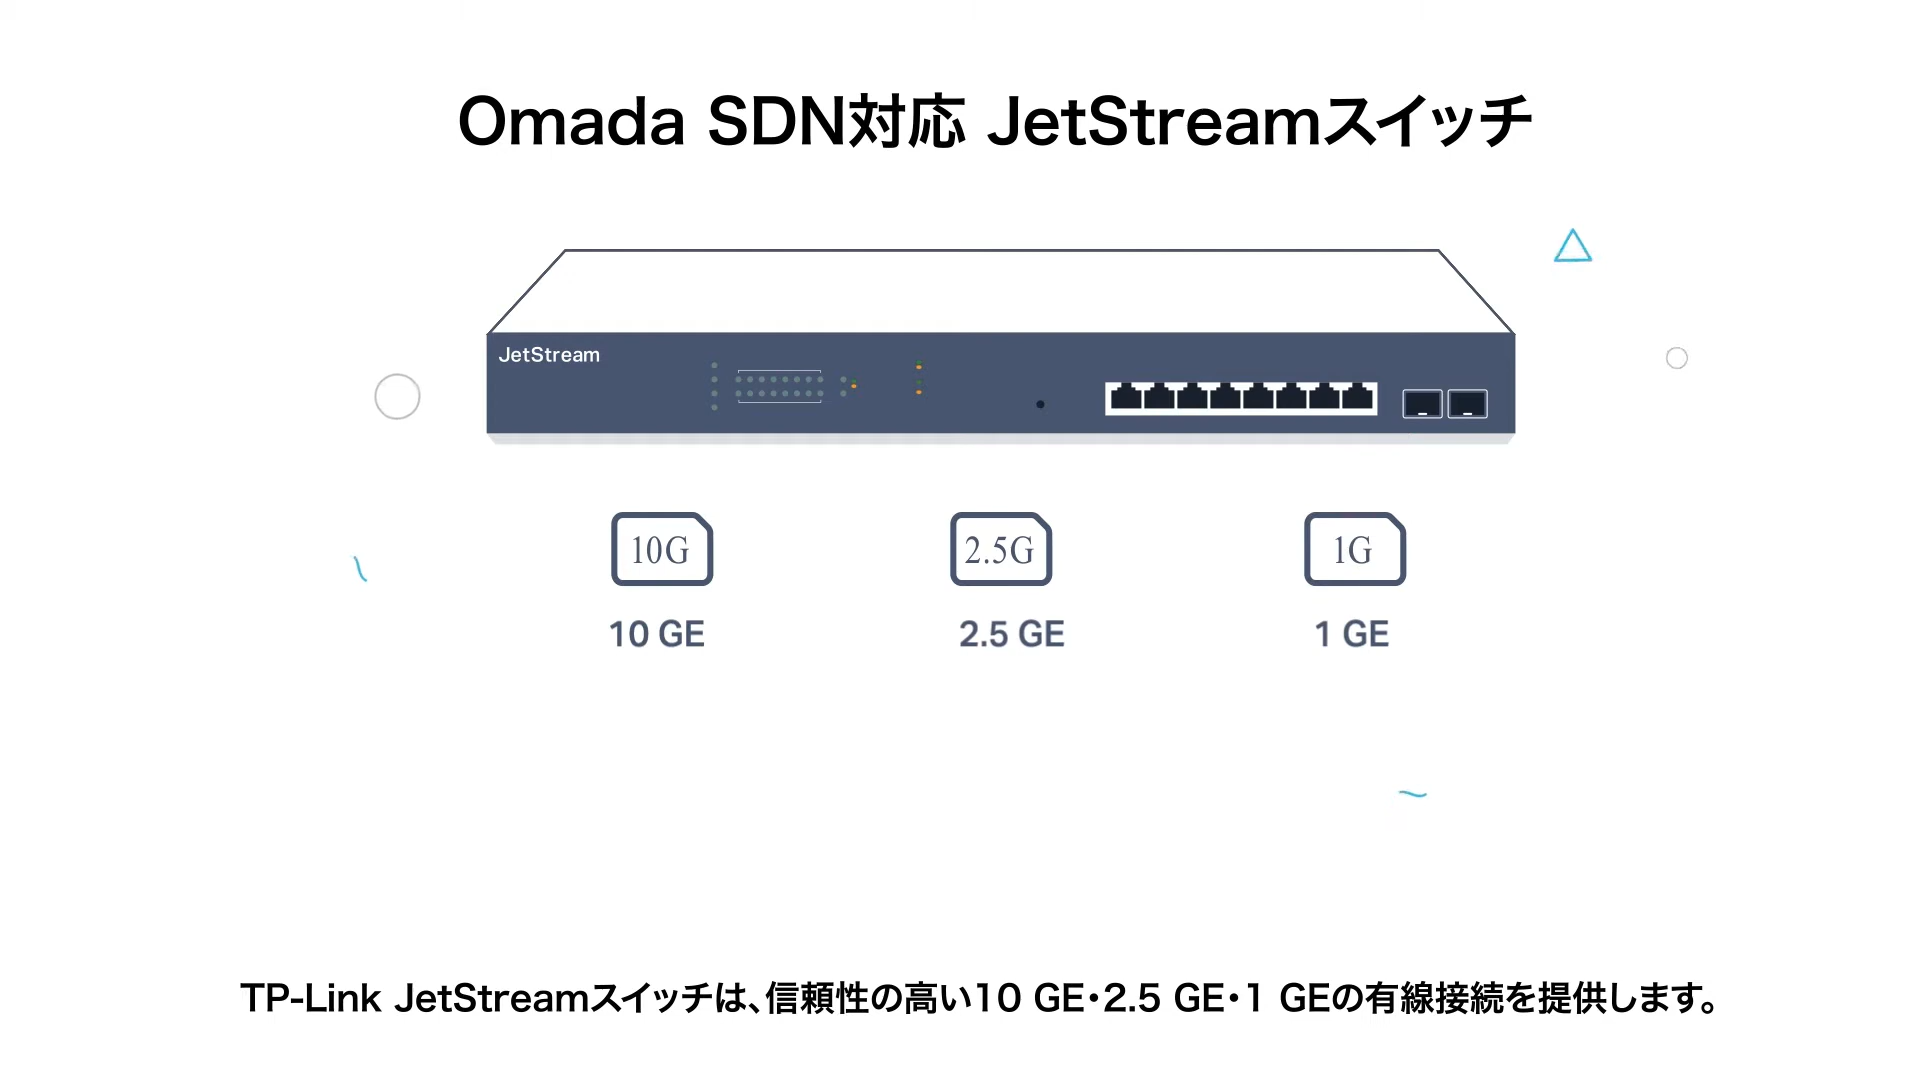 Omada SDN対応 JetStreamスイッチ
JetStream
10G
2.5G
1G
10 GE
2.5 GE
1 GE
TP-Link JetStreamスイッチは、信頼性の高い10 GE・2.5 GE・1 GEの有線接続を提供します。